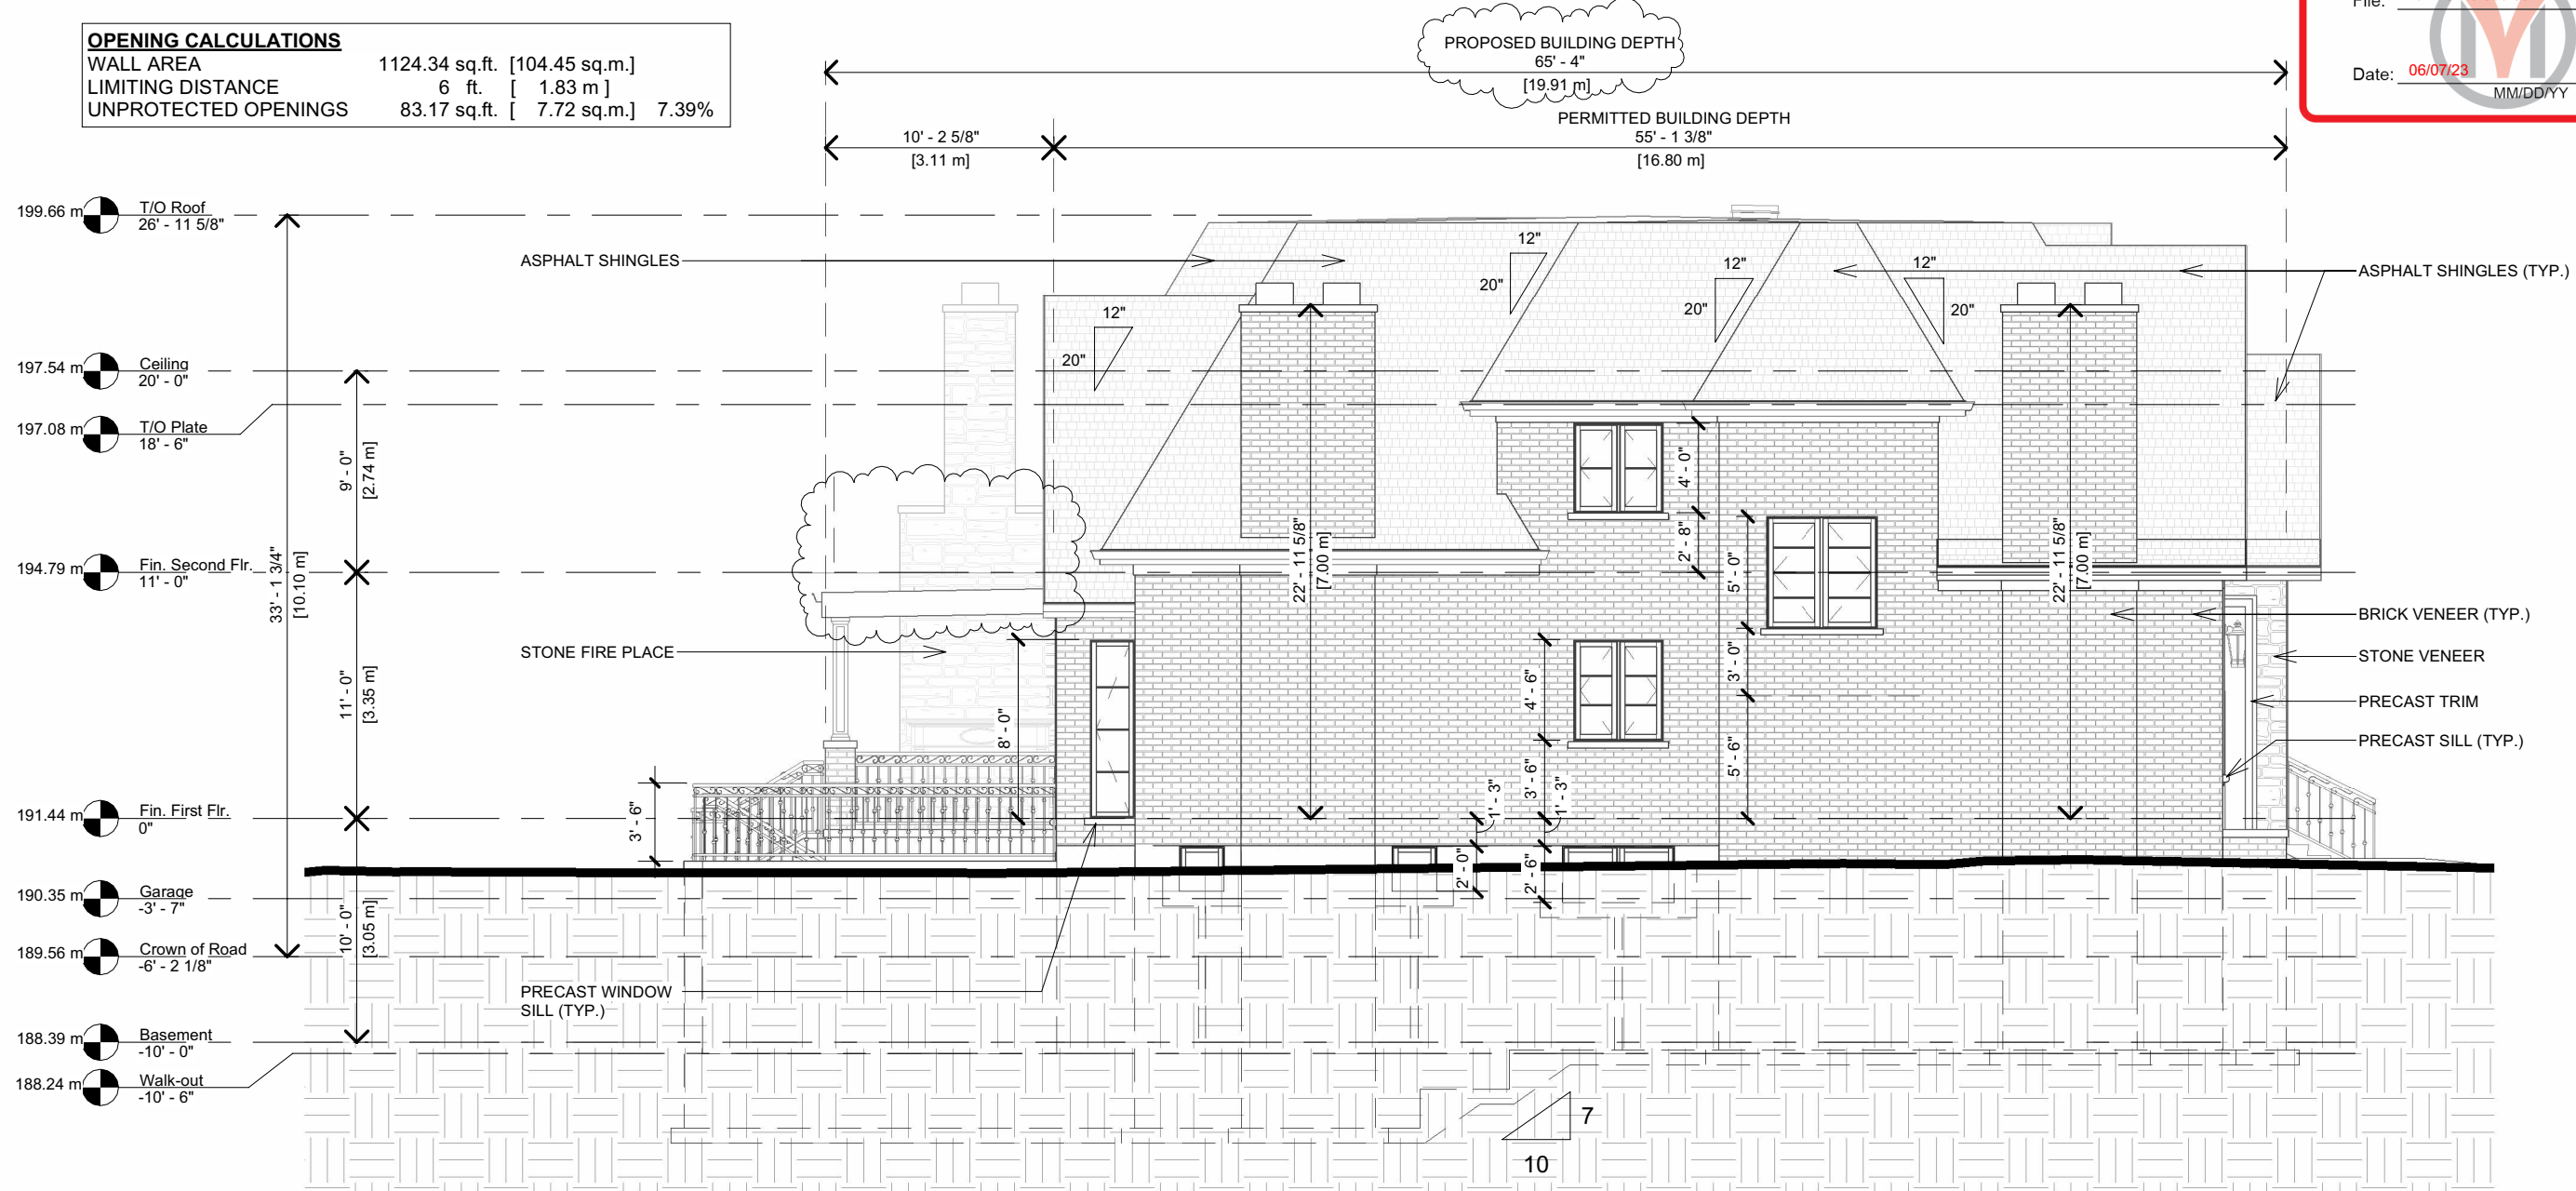 File:
Date: 06/07/23
MM/DD/YY
OPENING CALCULATIONS
WALL AREA 1124.34 sq.ft. [104.45 sq.m.]
LIMITING DISTANCE 6 ft. [ 1.83 m ]
UNPROTECTED OPENINGS 83.17 sq.ft. [ 7.72 sq.m.] 7.39%
PROPOSED BUILDING DEPTH
65' - 4"
[19.91 m]
PERMITTED BUILDING DEPTH
10' - 2 5/8"
[3.11 m]
55' - 1 3/8"
[16.80 m]
199.66 m T/O Roof
26' - 11 5/8"
197.54 m Ceiling
20' - 0"
197.08 m T/O Plate
18' - 6"
194.79 m Fin. Second Flr.
11' - 0"
191.44 m Fin. First Flr.
0"
190.35 m Garage
-3' - 7"
189.56 m Crown of Road
-6' - 2 1/8"
188.39 m Basement
-10' - 0"
188.24 m Walk-out
-10' - 6"
33' - 1 3/4"
[10.10 m]
9' - 0"
[2.74 m]
11' - 0"
[3.35 m]
10' - 0"
[3.05 m]
ASPHALT SHINGLES
STONE FIRE PLACE
PRECAST WINDOW
SILL (TYP.)
3' - 6"
8' - 0"
12"
20"
12"
20"
12"
20"
12"
20"
22' - 11 5/8"
[7.00 m]
4' - 0"
2' - 8"
5' - 0"
3' - 0"
5' - 6"
4' - 6"
3' - 6"
1' - 3"
1' - 3"
2' - 0"
2' - 6"
22' - 11 5/8"
[7.00 m]
ASPHALT SHINGLES (TYP.)
BRICK VENEER (TYP.)
STONE VENEER
PRECAST TRIM
PRECAST SILL (TYP.)
7
10